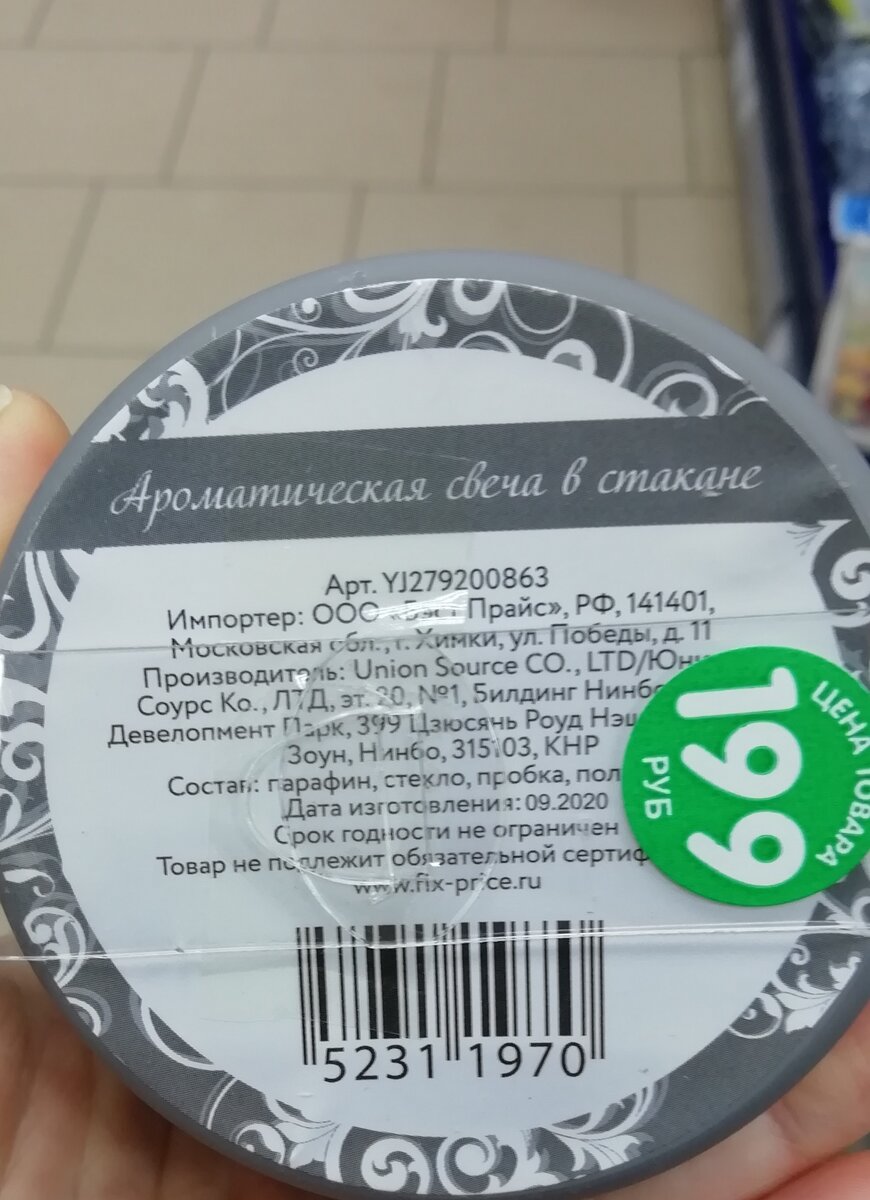 Ароматическая свеча в стакане
Арт. YJ279200863
Импортер: ООО «Бэст Прайс», РФ, 141401,
Московская обл., г. Химки, ул. Победы, д. 11
Производитель: Union Source CO., LTD/Юни
Соурс Ко., ЛТД, эт. 20, №1, Билдинг Нинбо
Девелопмент Парк, 399 Цзюсянь Роуд Нэш
Зоун, Нинбо, 315103, КНР
Состав: парафин, стекло, пробка, пол
Дата изготовления: 09.2020
Срок годности не ограничен
Товар не подлежит обязательной сертиф
www.fix-price.ru
5231 1970
ЦЕНА ТОВАРА
199
РУБ